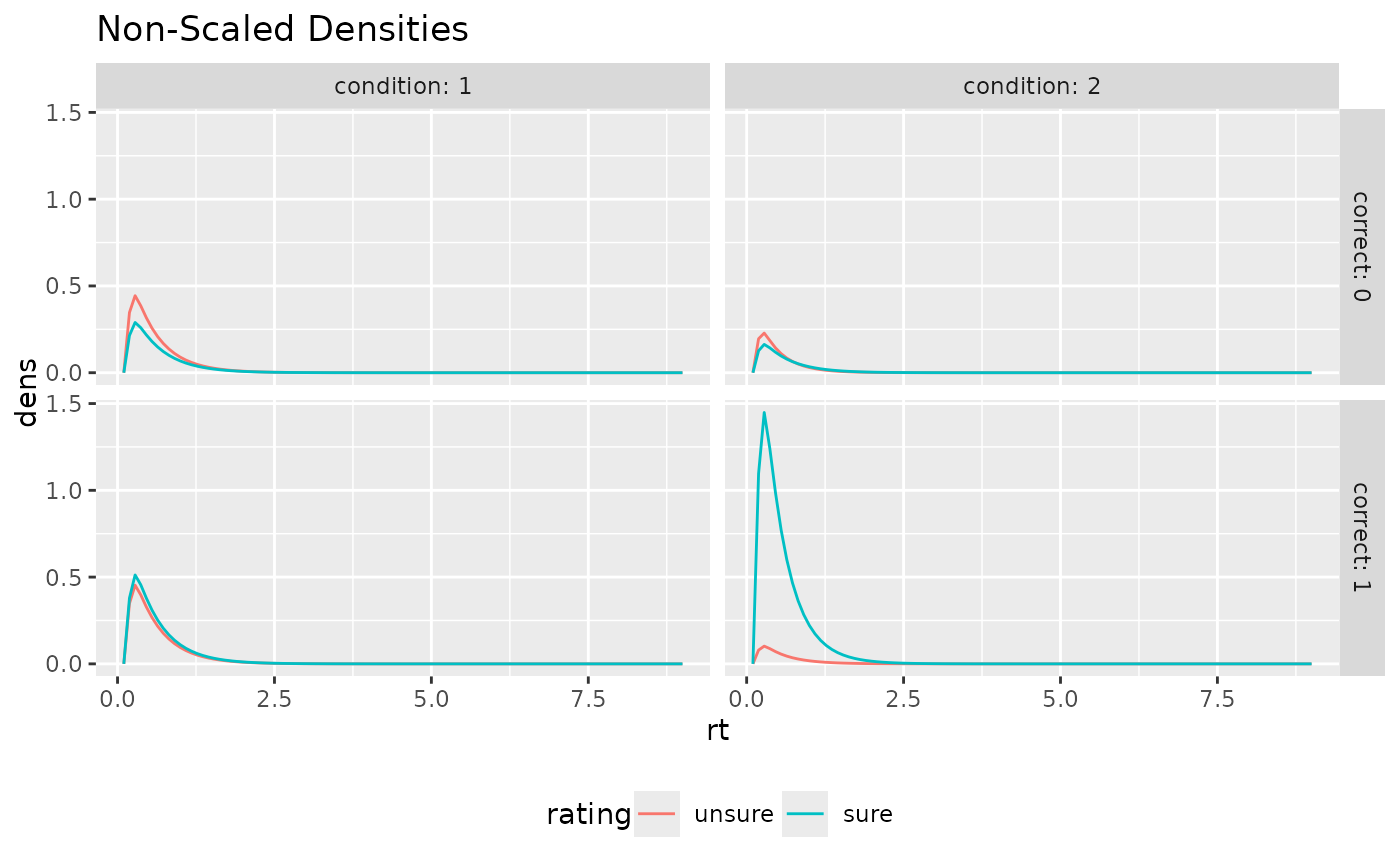 Non-Scaled Densities
condition: 1
condition: 2
1.5
1.0
0.5
0.0
correct: 0
dens
1.5
1.0
0.5
0.0
correct: 1
0.0 2.5 5.0 7.5
0.0 2.5 5.0 7.5
rt
rating unsure sure